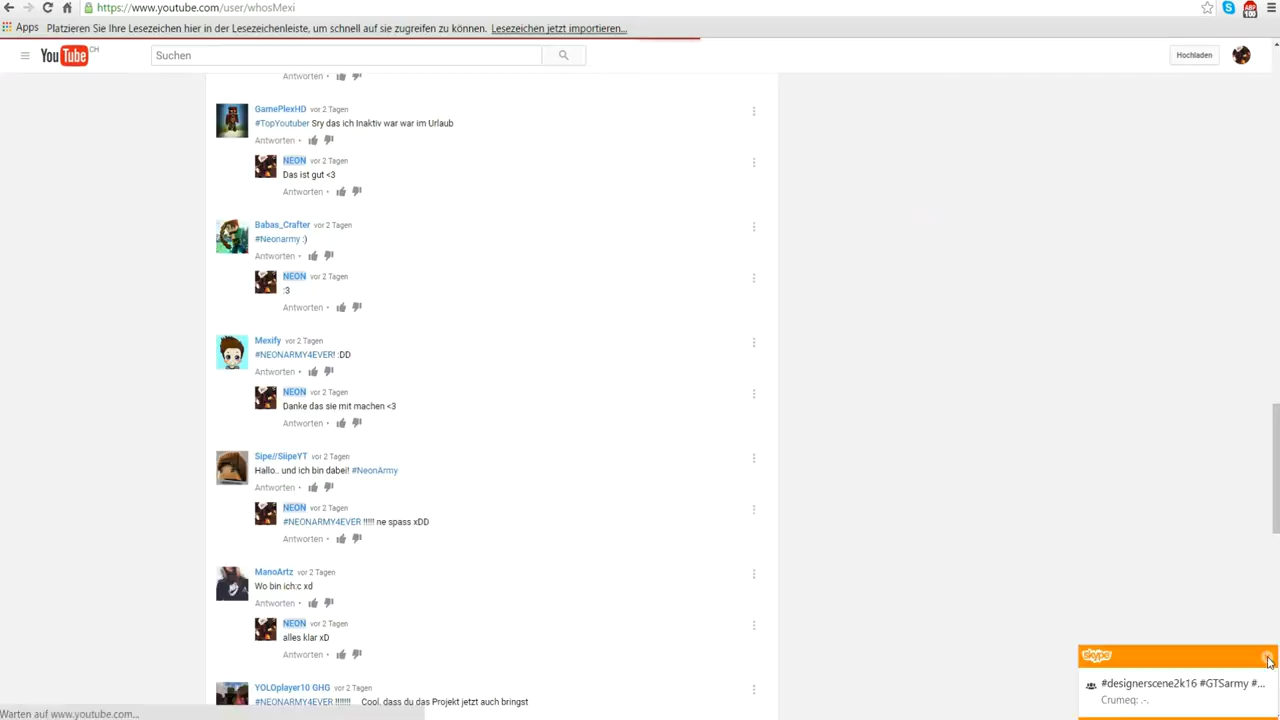 https://www.youtube.com/user/whosMexi
ABP
100
Apps Platzieren Sie Ihre Lesezeichen hier in der Lesezeichenleiste, um schnell auf sie zugreifen zu können. Lesezeichen jetzt importieren...
YouTube CH
Suchen
Hochladen
Antworten •
GamePlexHD vor 2 Tagen
#TopYoutuber Sry das ich Inaktiv war war im Urlaub
Antworten •
NEON vor 2 Tagen
Das ist gut <3
Antworten •
Babas_Crafter vor 2 Tagen
#Neonarmy :)
Antworten •
NEON vor 2 Tagen
:3
Antworten •
Mexify vor 2 Tagen
#NEONARMY4EVER! :DD
Antworten •
NEON vor 2 Tagen
Danke das sie mit machen <3
Antworten •
Sipe//SiipeYT vor 2 Tagen
Hallo.. und ich bin dabei! #NeonArmy
Antworten •
NEON vor 2 Tagen
#NEONARMY4EVER !!!!! ne spass xDD
Antworten •
ManoArtz vor 2 Tagen
Wo bin ich:c xd
Antworten •
NEON vor 2 Tagen
alles klar xD
Antworten •
YOLOplayer10 GHG vor 2 Tagen
#NEONARMY4EVER !!!!!!! Cool, dass du das Projekt jetzt auch bringst
Warten auf www.youtube.com...
skype
#designerscene2k16 #GTSarmy #...
Crumeq: .-.